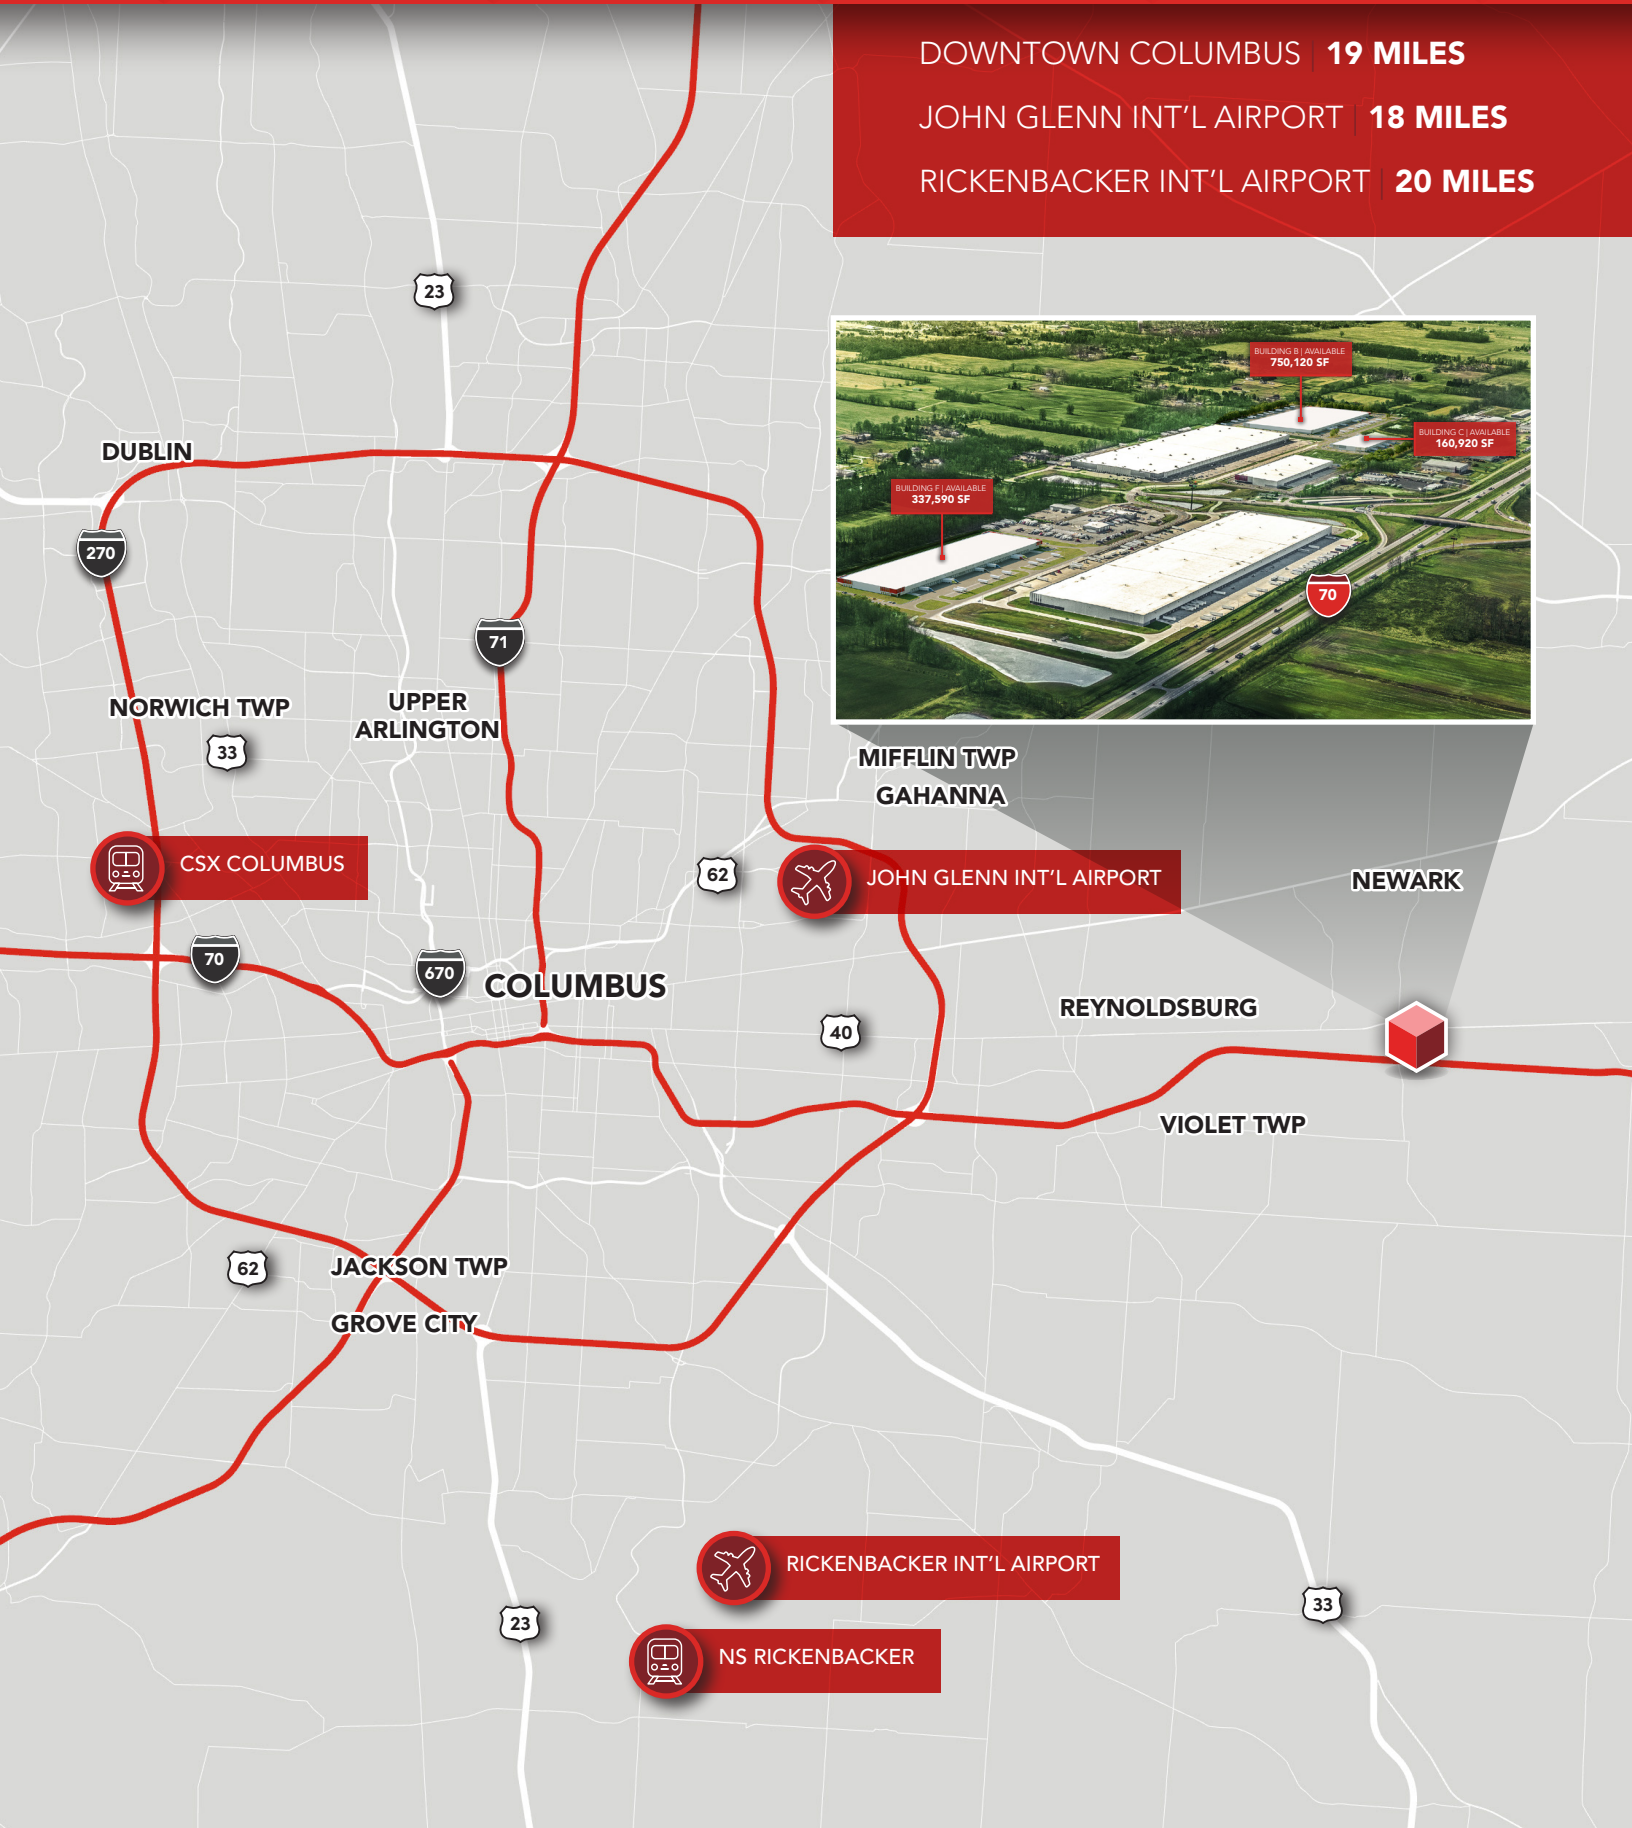 DOWNTOWN COLUMBUS | 19 MILES
JOHN GLENN INT'L AIRPORT | 18 MILES
RICKENBACKER INT'L AIRPORT | 20 MILES
23
BUILDING B | AVAILABLE
750,120 SF
BUILDING C | AVAILABLE
160,920 SF
BUILDING F | AVAILABLE
337,590 SF
70
DUBLIN
270
71
NORWICH TWP
UPPER
ARLINGTON
33
MIFFLIN TWP
GAHANNA
CSX COLUMBUS
62
JOHN GLENN INT'L AIRPORT
NEWARK
70
670
COLUMBUS
REYNOLDSBURG
40
VIOLET TWP
62
JACKSON TWP
GROVE CITY
RICKENBACKER INT'L AIRPORT
23
33
NS RICKENBACKER